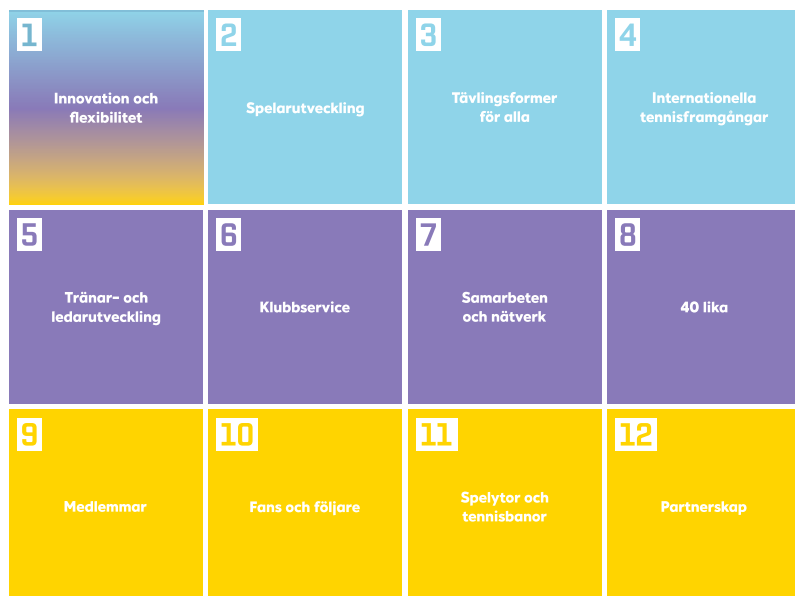 1
Innovation och
flexibilitet
2
Spelarutveckling
3
Tävlingsformer
för alla
4
Internationella
tennisframgångar
5
Tränar- och
ledarutveckling
6
Klubbservice
7
Samarbeten
och nätverk
8
40 lika
9
Medlemmar
10
Fans och följare
11
Spelytor och
tennisbanor
12
Partnerskap